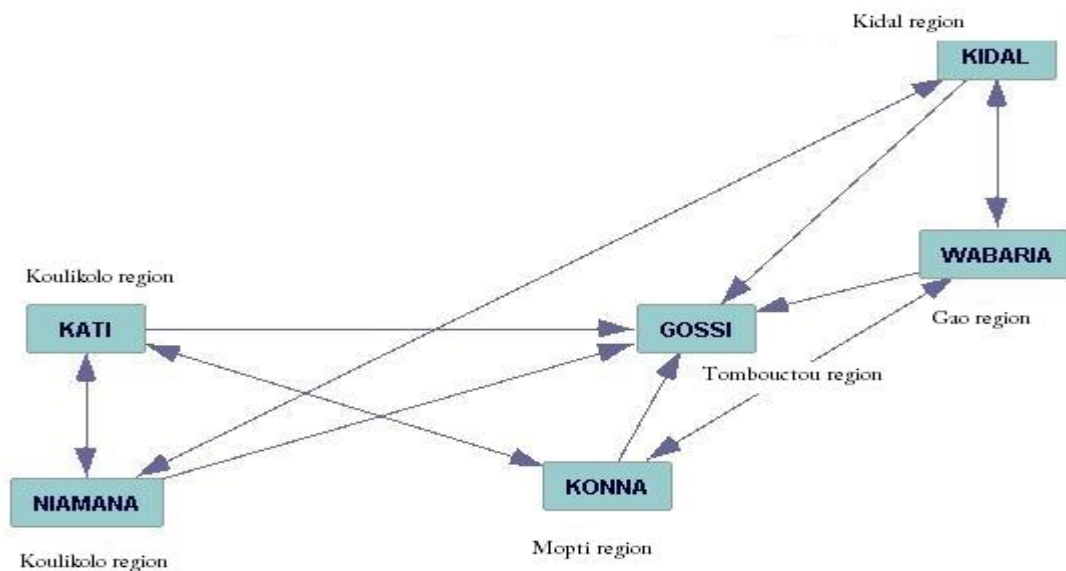 Kidal region
KIDAL
WABARIA
Gao region
Koulikolo region
KATI
GOSSI
Tombouctou region
NIAMANA
Koulikolo region
KONNA
Mopti region